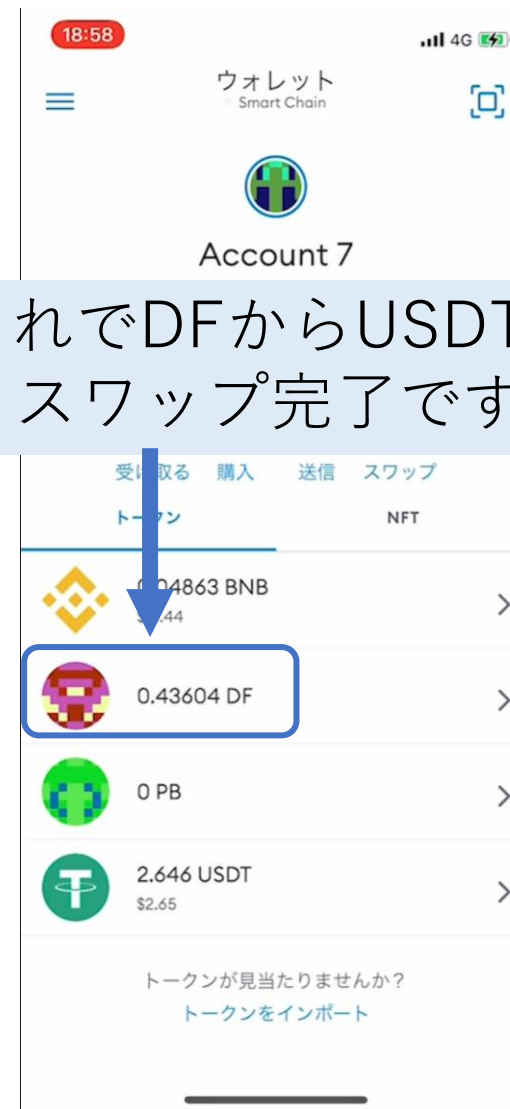 18:58
4G
ウォレット
Smart Chain
Account 7
れでDFからUSDT
スワップ完了です
受け取る 購入 送信 スワップ
トークン NFT
0.04863 BNB
.44
0.43604 DF
0 PB
2.646 USDT
$2.65
トークンが見当たりませんか?
トークンをインポート